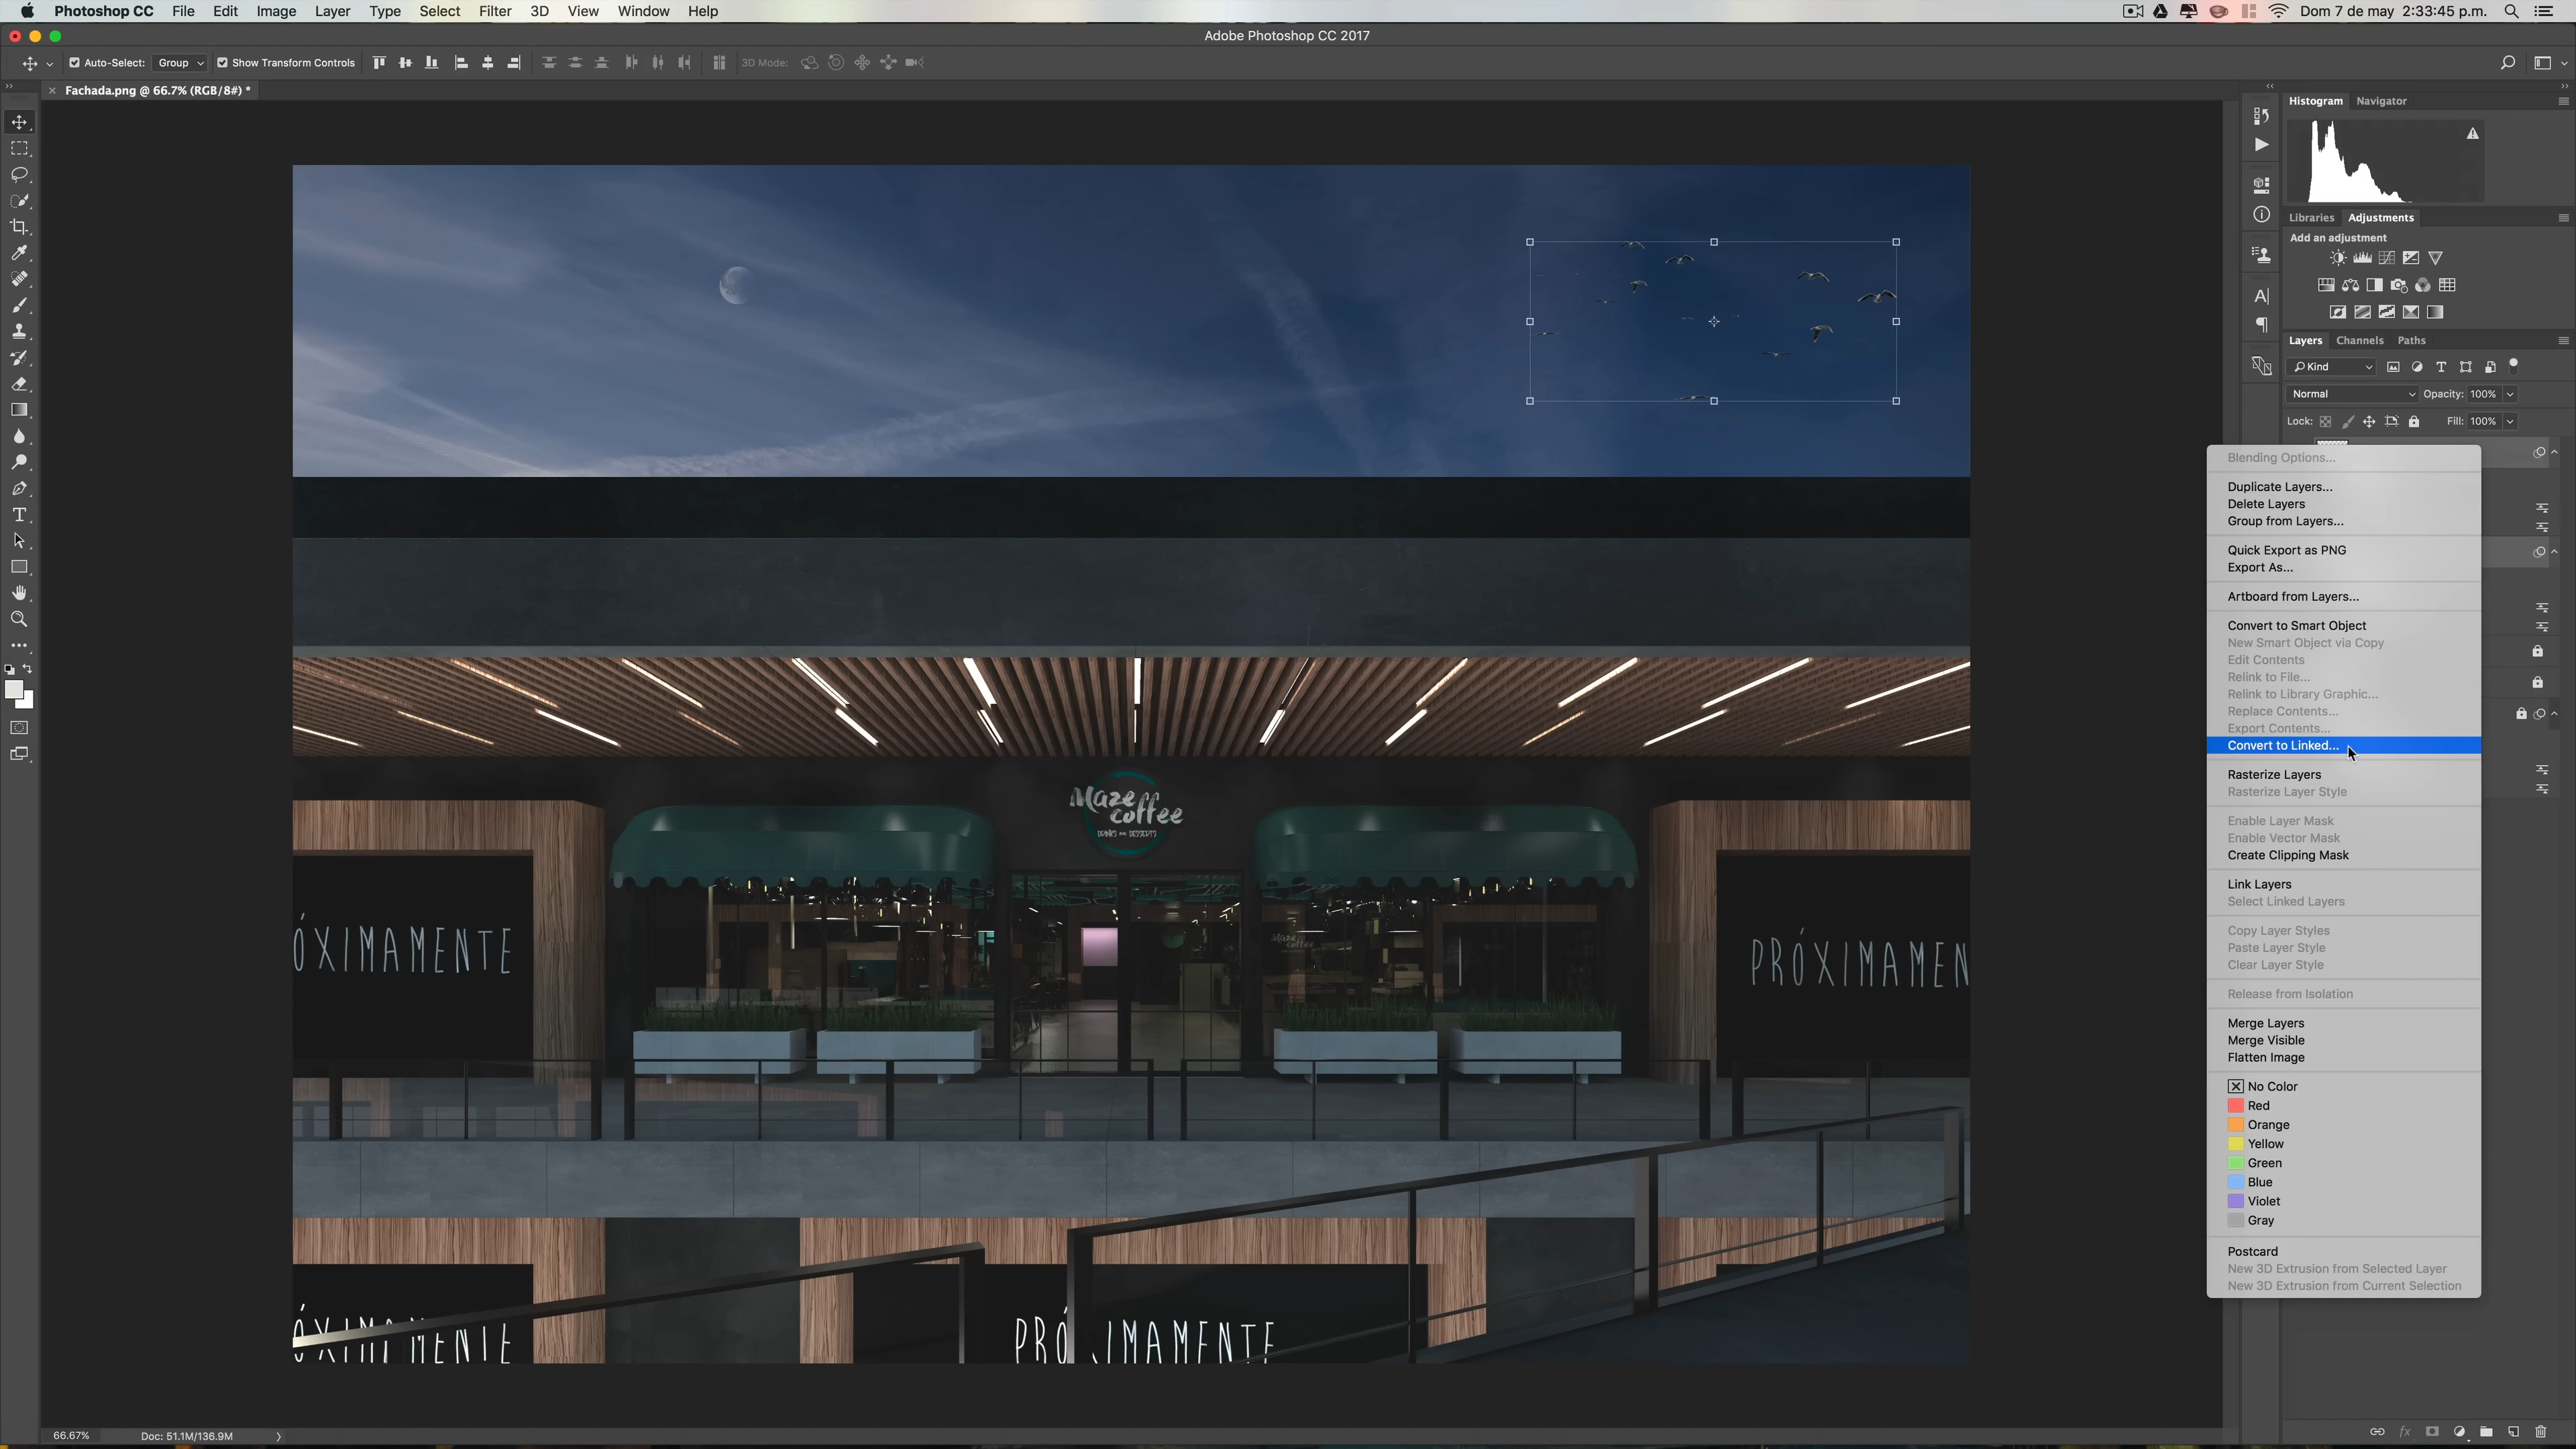 Photoshop CC File Edit Image Layer Type Select Filter 3D View Window Help Dom 7 de may 2:33:45 p.m.
Adobe Photoshop CC 2017
Auto-Select: Group Show Transform Controls 3D Mode:
Fachada.png @ 66.7% (RGB/8#) *
Histogram Navigator
Libraries Adjustments
Add an adjustment
Layers Channels Paths
Kind
Normal Opacity: 100%
Lock: Fill: 100%
Blending Options...
Duplicate Layers...
Delete Layers
Group from Layers...
Quick Export as PNG
Export As...
Artboard from Layers...
Convert to Smart Object
New Smart Object via Copy
Edit Contents
Relink to File...
Relink to Library Graphic...
Replace Contents...
Export Contents...
Convert to Linked...
Rasterize Layers
Rasterize Layer Style
Enable Layer Mask
Enable Vector Mask
Create Clipping Mask
Link Layers
Select Linked Layers
Copy Layer Styles
Paste Layer Style
Clear Layer Style
Release from Isolation
Merge Layers
Merge Visible
Flatten Image
No Color
Red
Orange
Yellow
Green
Blue
Violet
Gray
Postcard
New 3D Extrusion from Selected Layer
New 3D Extrusion from Current Selection
Maze
coffee
DRINKS AND DESSERTS
Maze
coffee
ÓXIMAMENTE
PRÓXIMAMEN
ÓXIMAMENTE
PRÓXIMAMENTE
66.67% Doc: 51.1M/136.9M